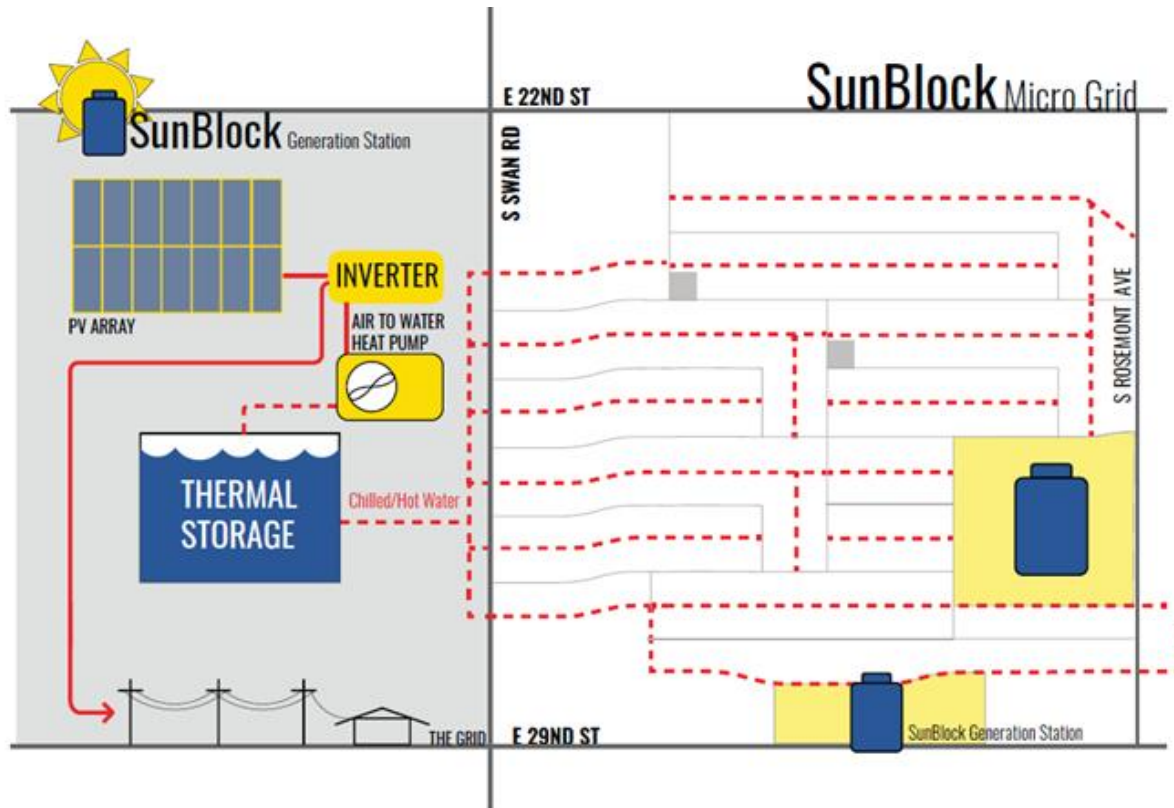 E 22ND ST
SunBlock Micro Grid
SunBlock Generation Station
S SWAN RD
INVERTER
PV ARRAY
AIR TO WATER
HEAT PUMP
S ROSEMONT AVE
THERMAL
STORAGE
Chilled/Hot Water
THE GRID
E 29ND ST
SunBlock Generation Station